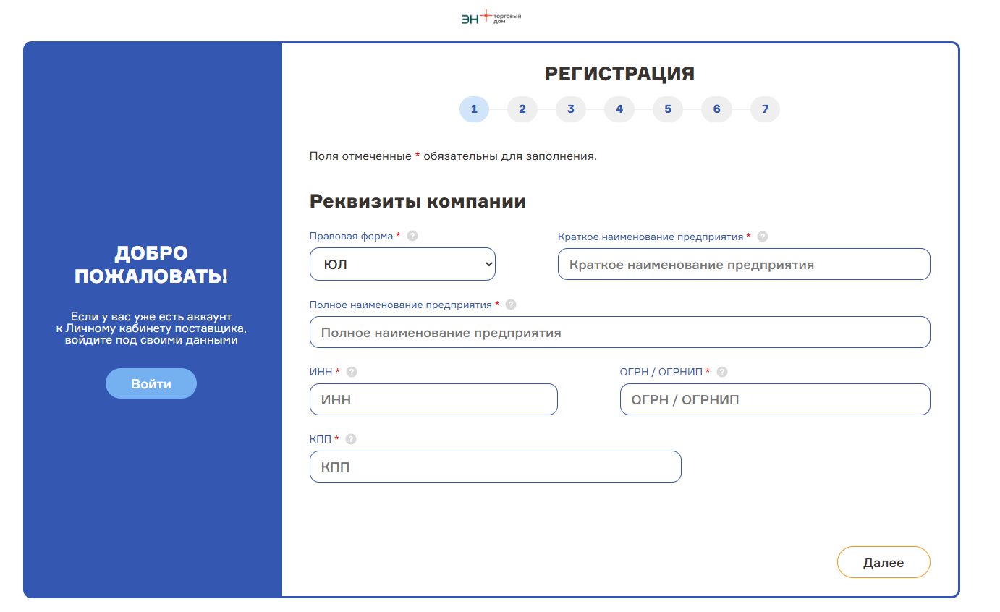 ЭН+ торговый
дом
РЕГИСТРАЦИЯ
1 2 3 4 5 6 7
Поля отмеченные * обязательны для заполнения.
Реквизиты компании
Правовая форма * ?
Краткое наименование предприятия * ?
ЮЛ
Краткое наименование предприятия
Полное наименование предприятия * ?
Полное наименование предприятия
ИНН * ?
ОГРН / ОГРНИП * ?
ИНН
ОГРН / ОГРНИП
КПП * ?
КПП
Далее
ДОБРО
ПОЖАЛОВАТЬ!
Если у вас уже есть аккаунт
к Личному кабинету поставщика,
войдите под своими данными
Войти